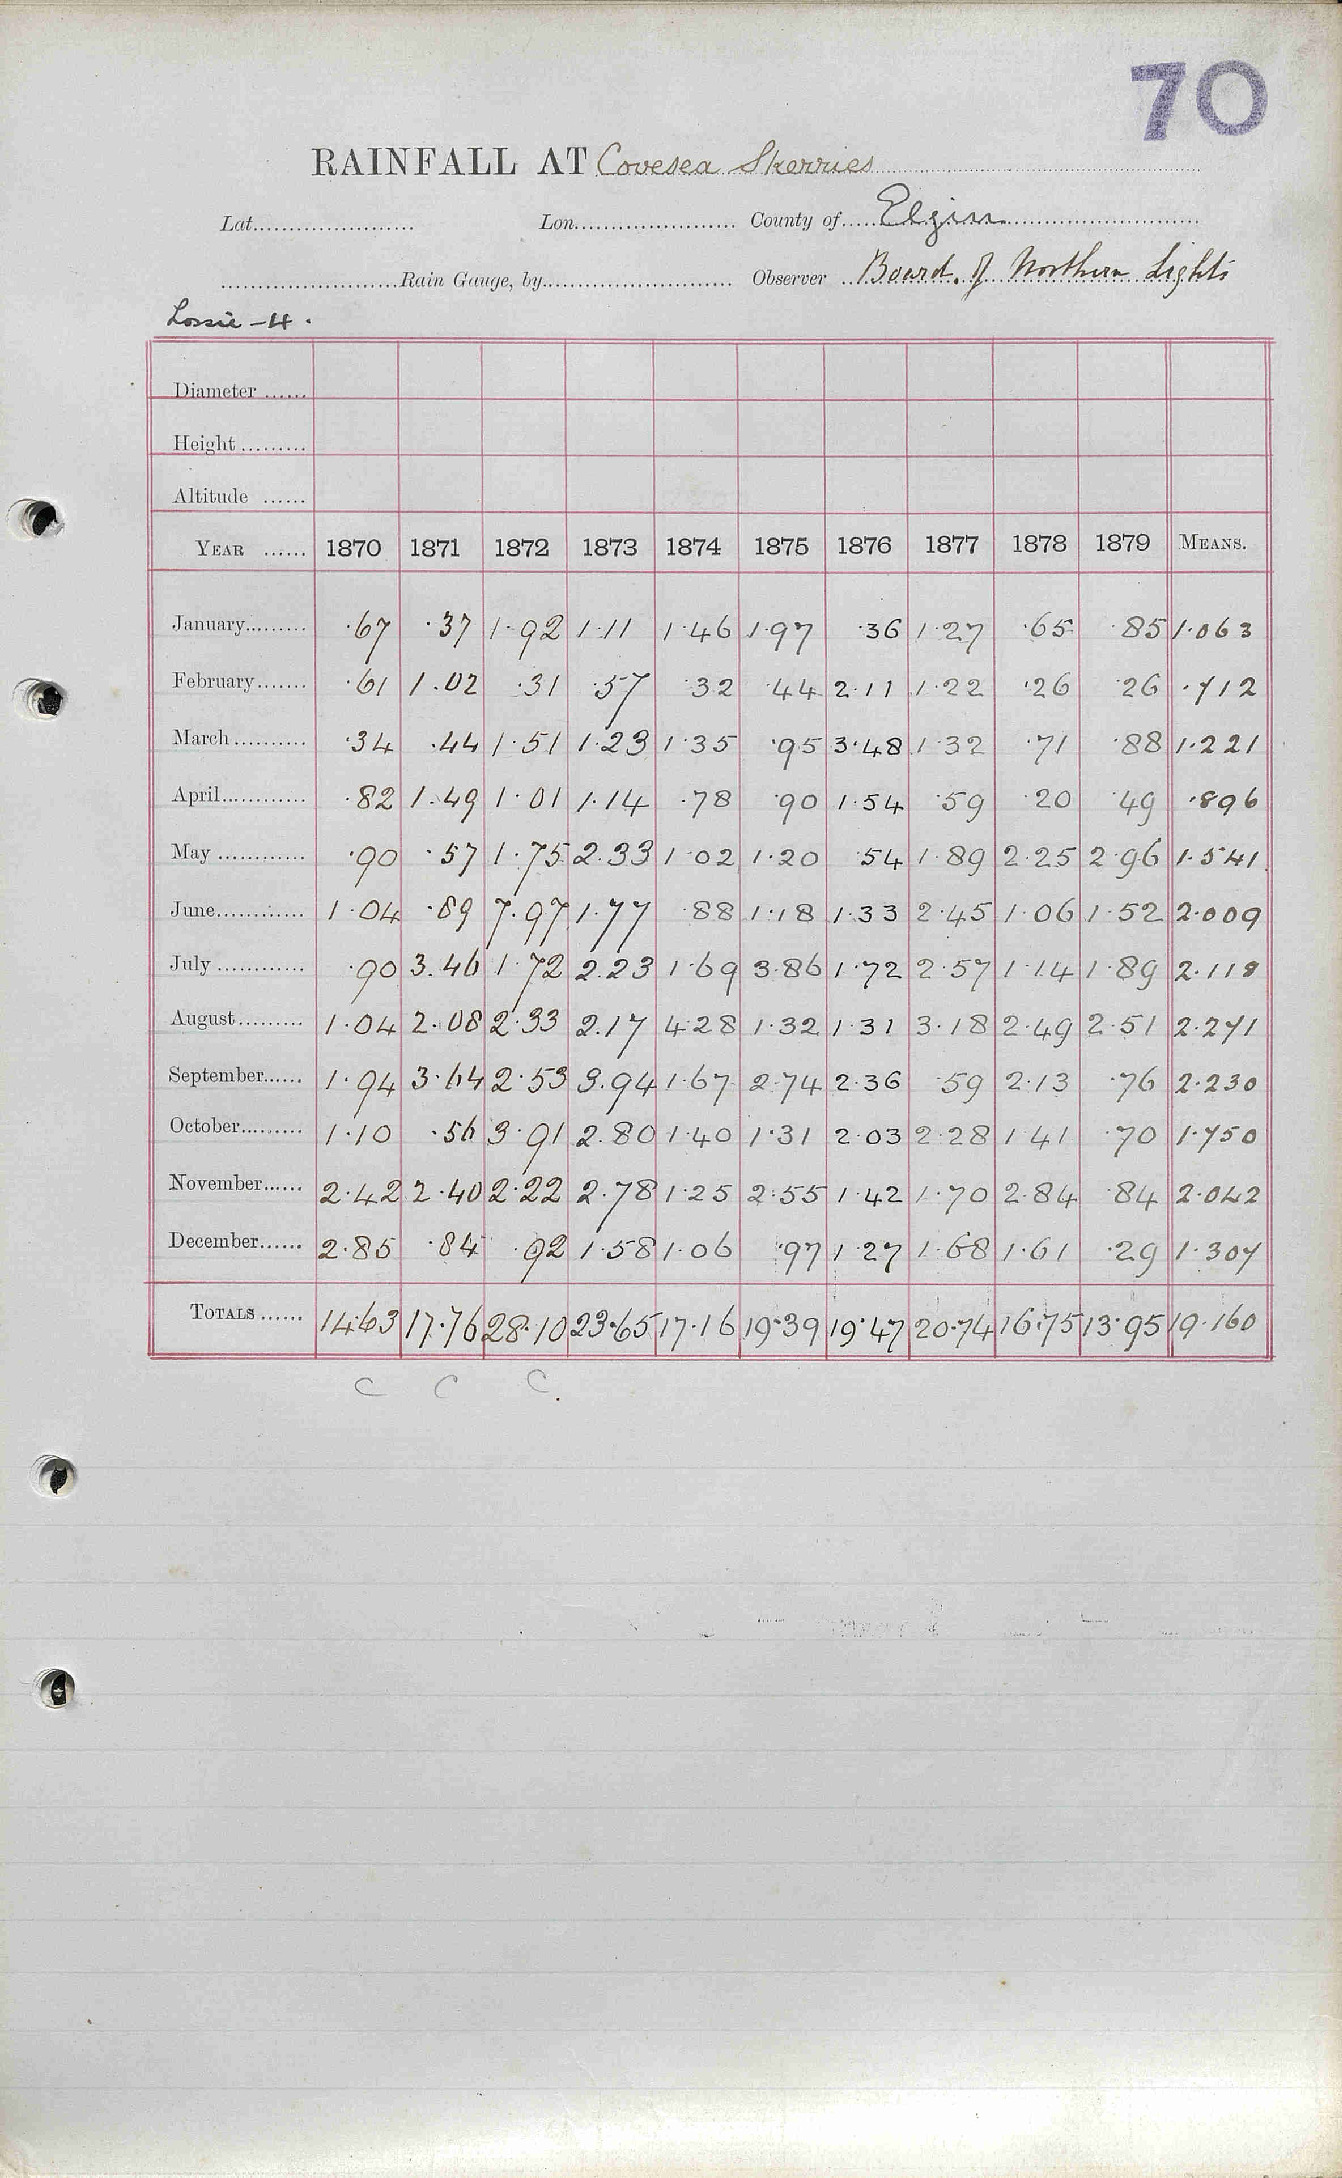 70
RAINFALL AT Covesea Skerries
Lat. Lon. County of Elgin
Rain Gauge, by Observer Board of Northern Lights
Lossie-H.
Diameter
Height
Altitude
YEAR 1870 1871 1872 1873 1874 1875 1876 1877 1878 1879 MEANS.
January ·67 ·37 1·92 1·11 1·46 1·97 ·36 1·27 ·65 ·85 1·063
February ·61 1·02 ·31 ·57 ·32 ·44 2·11 1·22 ·26 ·26 ·712
March ·34 ·44 1·51 1·23 1·35 ·95 3·48 1·32 ·71 ·88 1·221
April ·82 1·49 1·01 1·14 ·78 ·90 1·54 ·59 ·20 ·49 ·896
May ·90 ·57 1·75 2·33 1·02 1·20 ·54 1·89 2·25 2·96 1·541
June 1·04 ·89 7·97 1·77 ·88 1·18 1·33 2·45 1·06 1·52 2·009
July ·90 3·46 1·72 2·23 1·69 3·86 1·72 2·57 1·14 1·89 2·118
August 1·04 2·08 2·33 2·17 4·28 1·32 1·31 3·18 2·49 2·51 2·271
September 1·94 3·64 2·53 3·94 1·67 2·74 2·36 ·59 2·13 ·76 2·230
October 1·10 ·56 3·91 2·80 1·40 1·31 2·03 2·28 1·41 ·70 1·750
November 2·42 2·40 2·22 2·78 1·25 2·55 1·42 1·70 2·84 ·84 2·042
December 2·85 ·84 ·92 1·58 1·06 ·97 1·27 1·68 1·61 ·29 1·307
TOTALS 14·63 17·76 28·10 23·65 17·16 19·39 19·47 20·74 16·75 13·95 19·160
C C C.